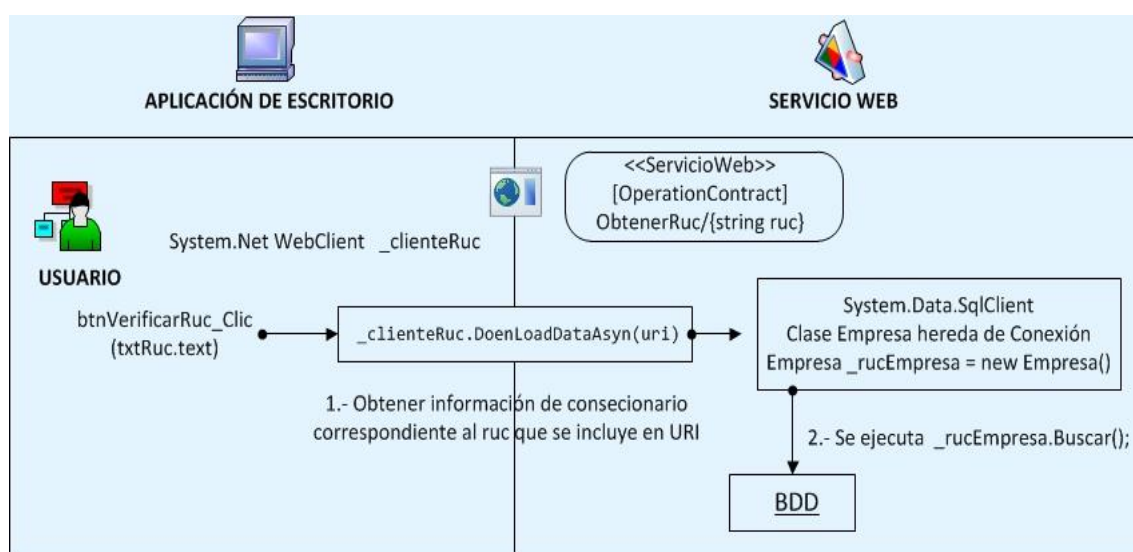 APLICACIÓN DE ESCRITORIO
SERVICIO WEB
<<ServicioWeb>>
[OperationContract]
ObtenerRuc/{string ruc}
System.Net WebClient _clienteRuc
USUARIO
btnVerificarRuc_Clic
(txtRuc.text)
_clienteRuc.DoenLoadDataAsyn(uri)
System.Data.SqlClient
Clase Empresa hereda de Conexión
Empresa _rucEmpresa = new Empresa()
1.- Obtener información de consecionario
correspondiente al ruc que se incluye en URI
2.- Se ejecuta _rucEmpresa.Buscar();
BDD